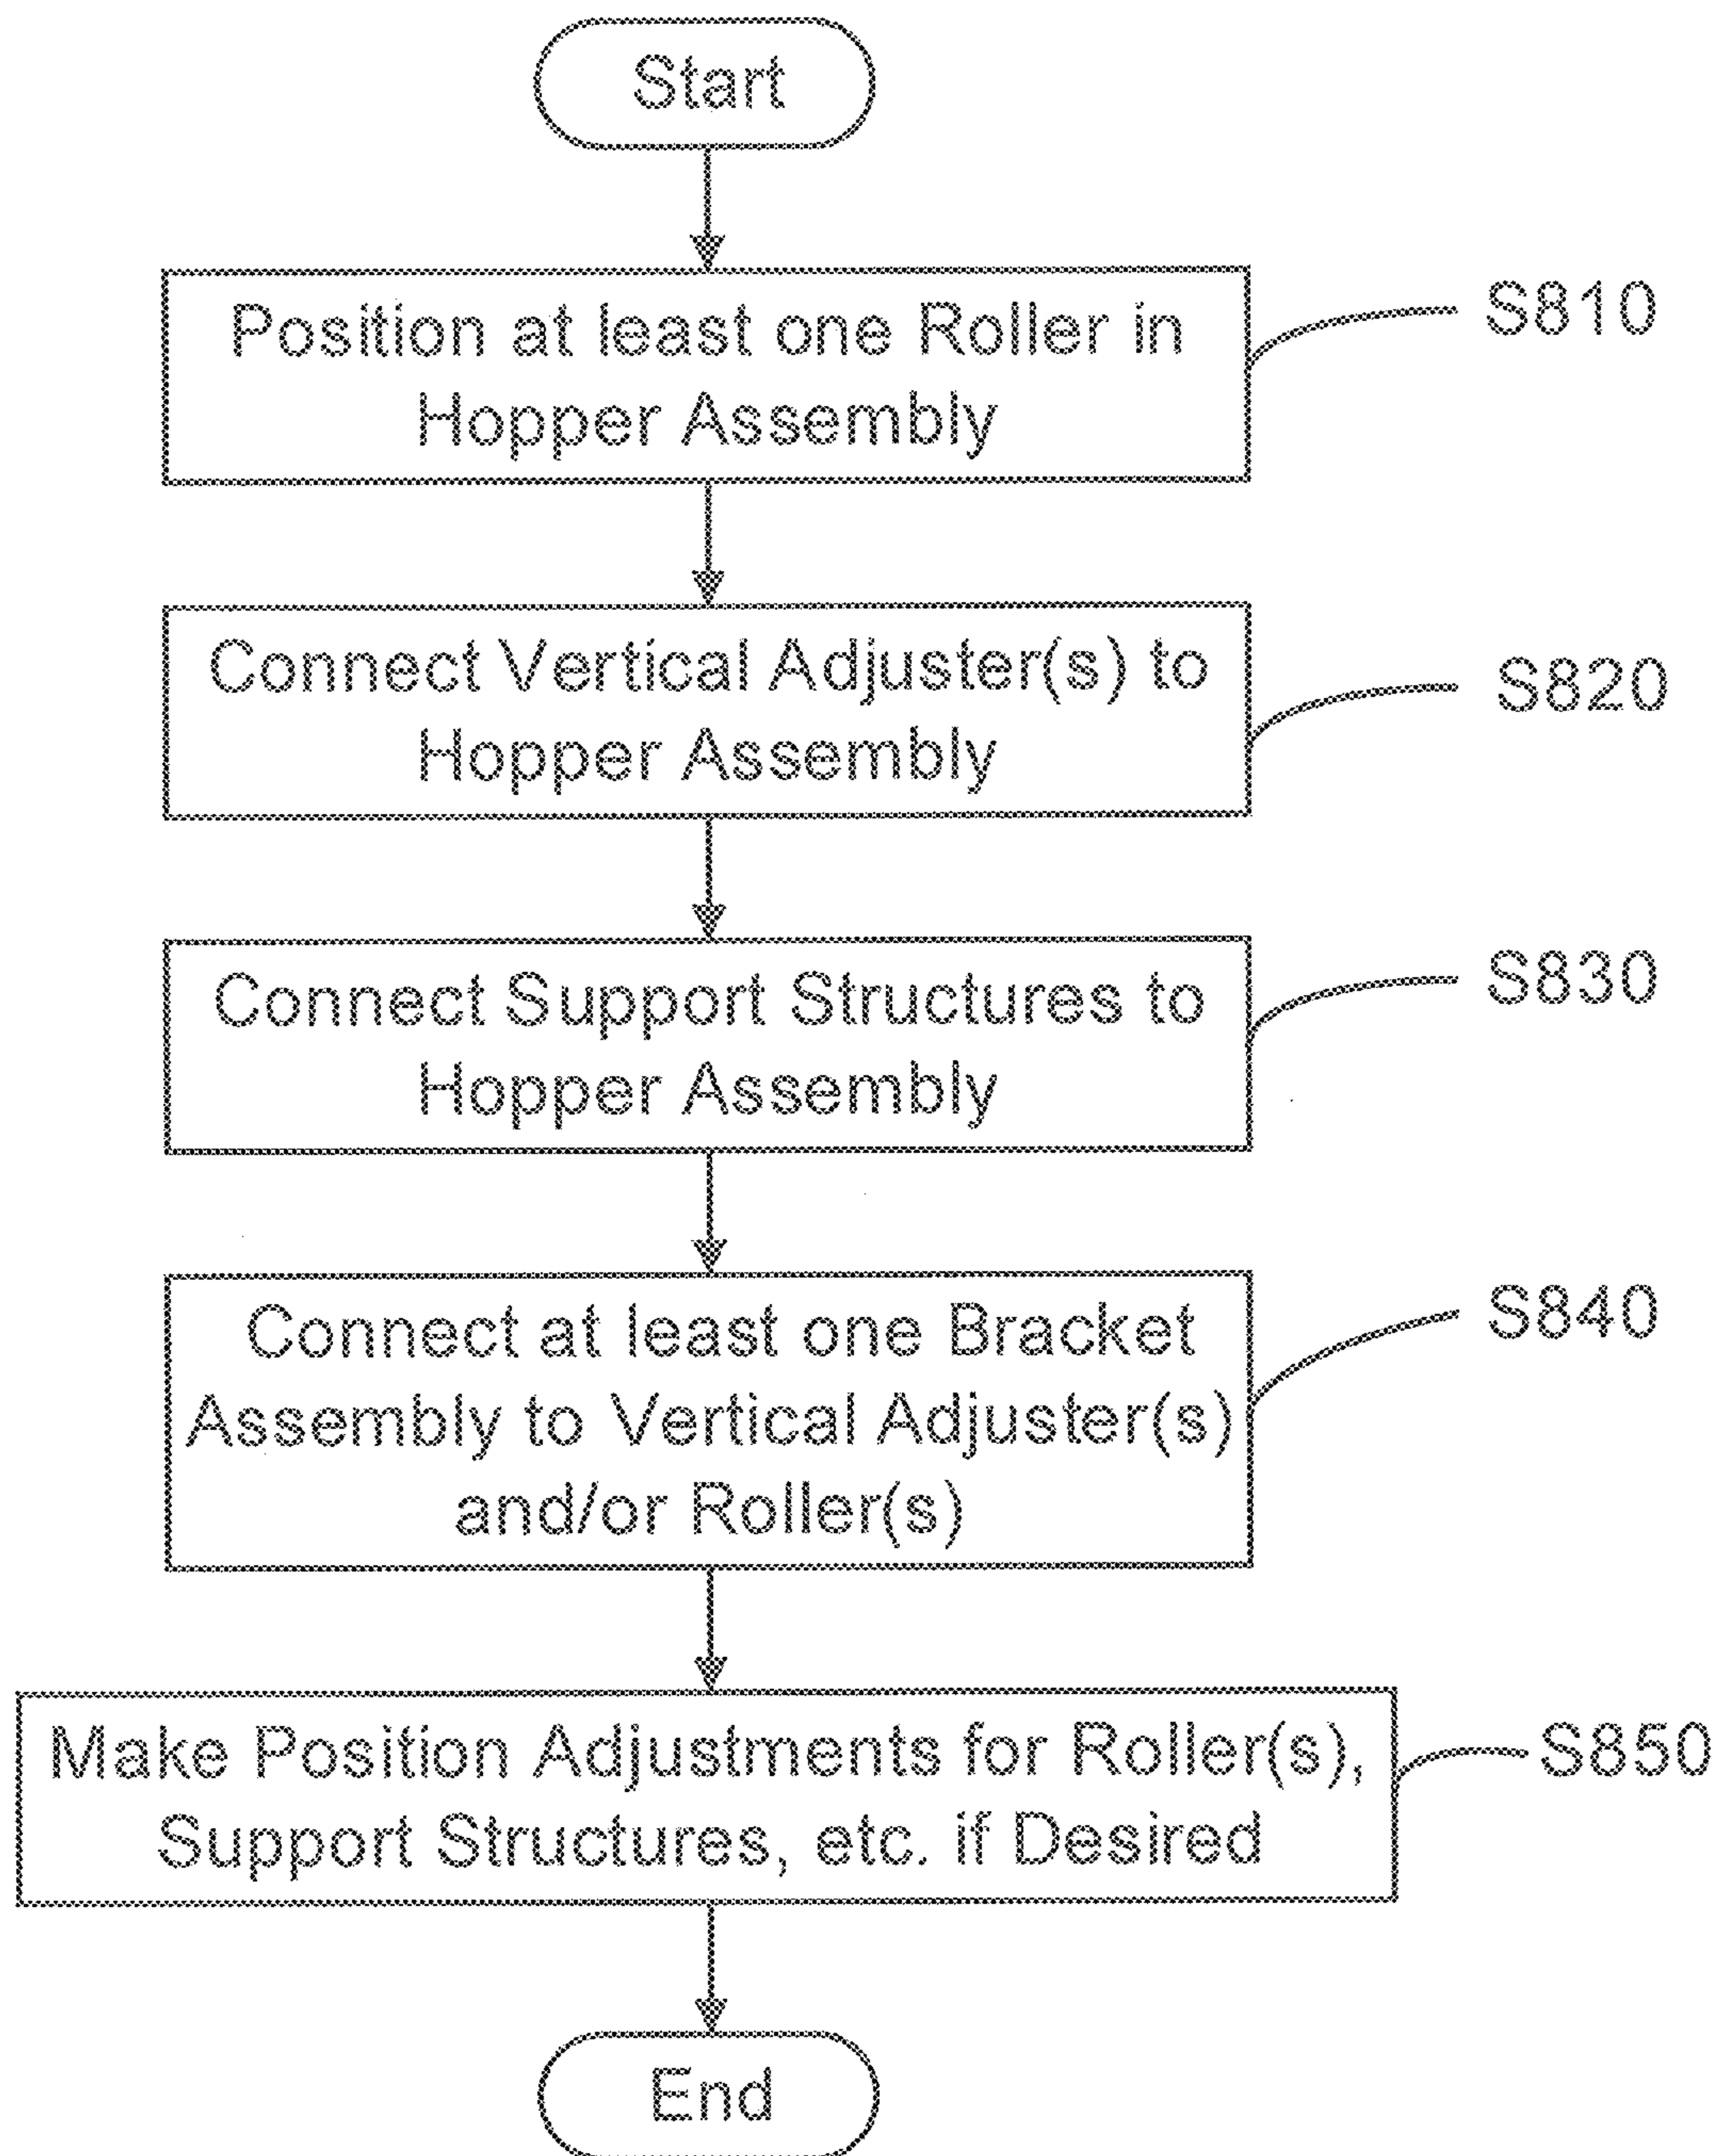 Start
Position at least one Roller in
Hopper Assembly
S810
Connect Vertical Adjuster(s) to
Hopper Assembly
S820
Connect Support Structures to
Hopper Assembly
S830
Connect at least one Bracket
Assembly to Vertical Adjuster(s)
and/or Roller(s)
S840
Make Position Adjustments for Roller(s),
Support Structures, etc. if Desired
S850
End